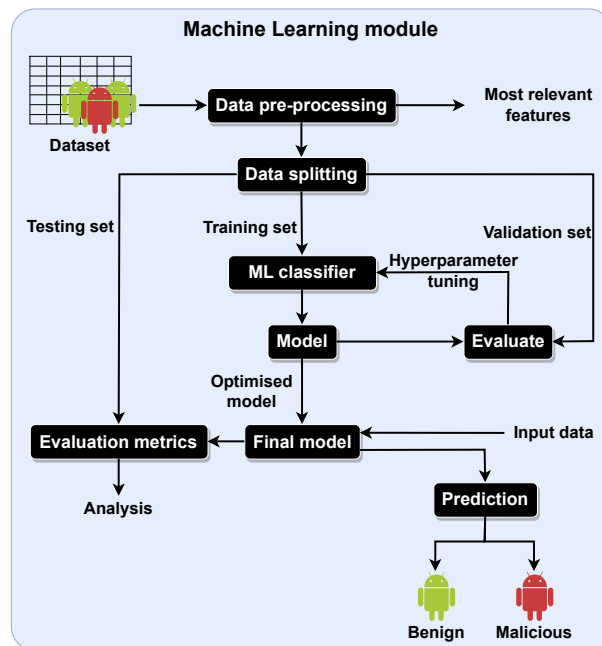 Machine Learning module
Data pre-processing
Most relevant
features
Dataset
Data splitting
Testing set
Training set
Validation set
ML classifier
Hyperparameter
tuning
Model
Evaluate
Optimised
model
Evaluation metrics
Final model
Input data
Analysis
Prediction
Benign
Malicious